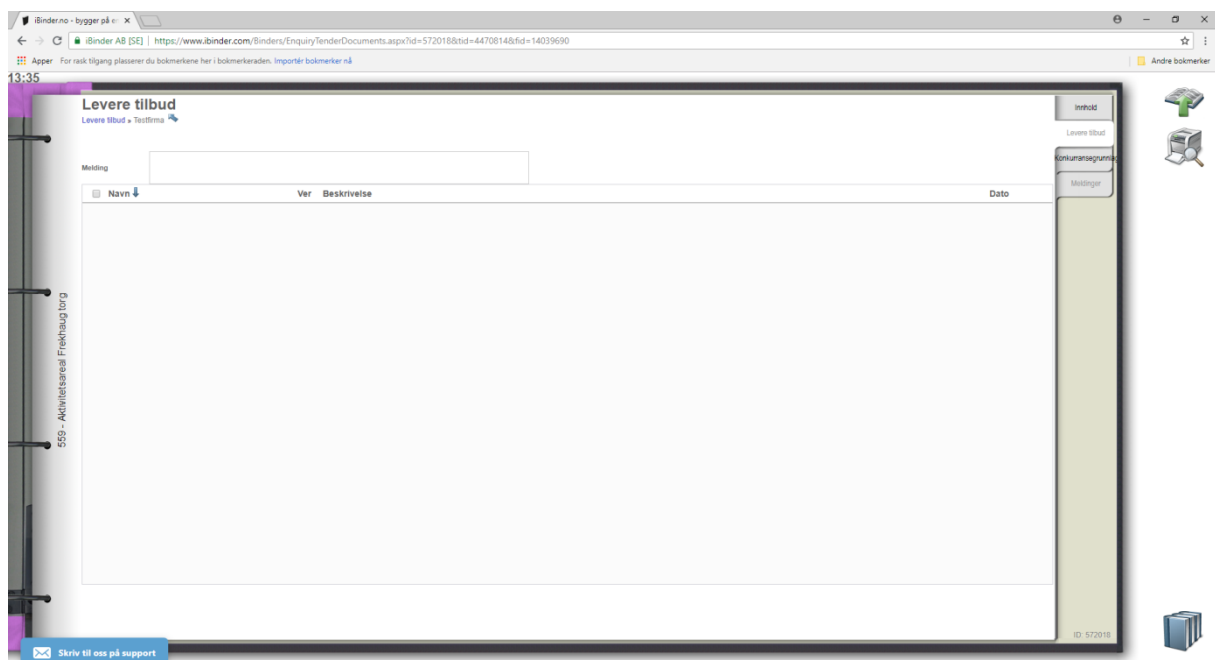 iBinder.no - bygger på er
iBinder AB [SE] | https://www.ibinder.com/Binders/EnquiryTenderDocuments.aspx?id=572018&tid=4470814&fid=14039690
Apper For rask tilgang plasserer du bokmerkene her i bokmerkeraden. Importér bokmerker nå
Andre bokmerker
13:35
Levere tilbud
Levere tilbud » Testfirma
Melding
Navn Ver Beskrivelse Dato
Innhold
Levere tilbud
Konkurransegrunnlag
Meldinger
559 - Aktivitetsareal Frekhaug torg
ID 572018
Skriv til oss på support